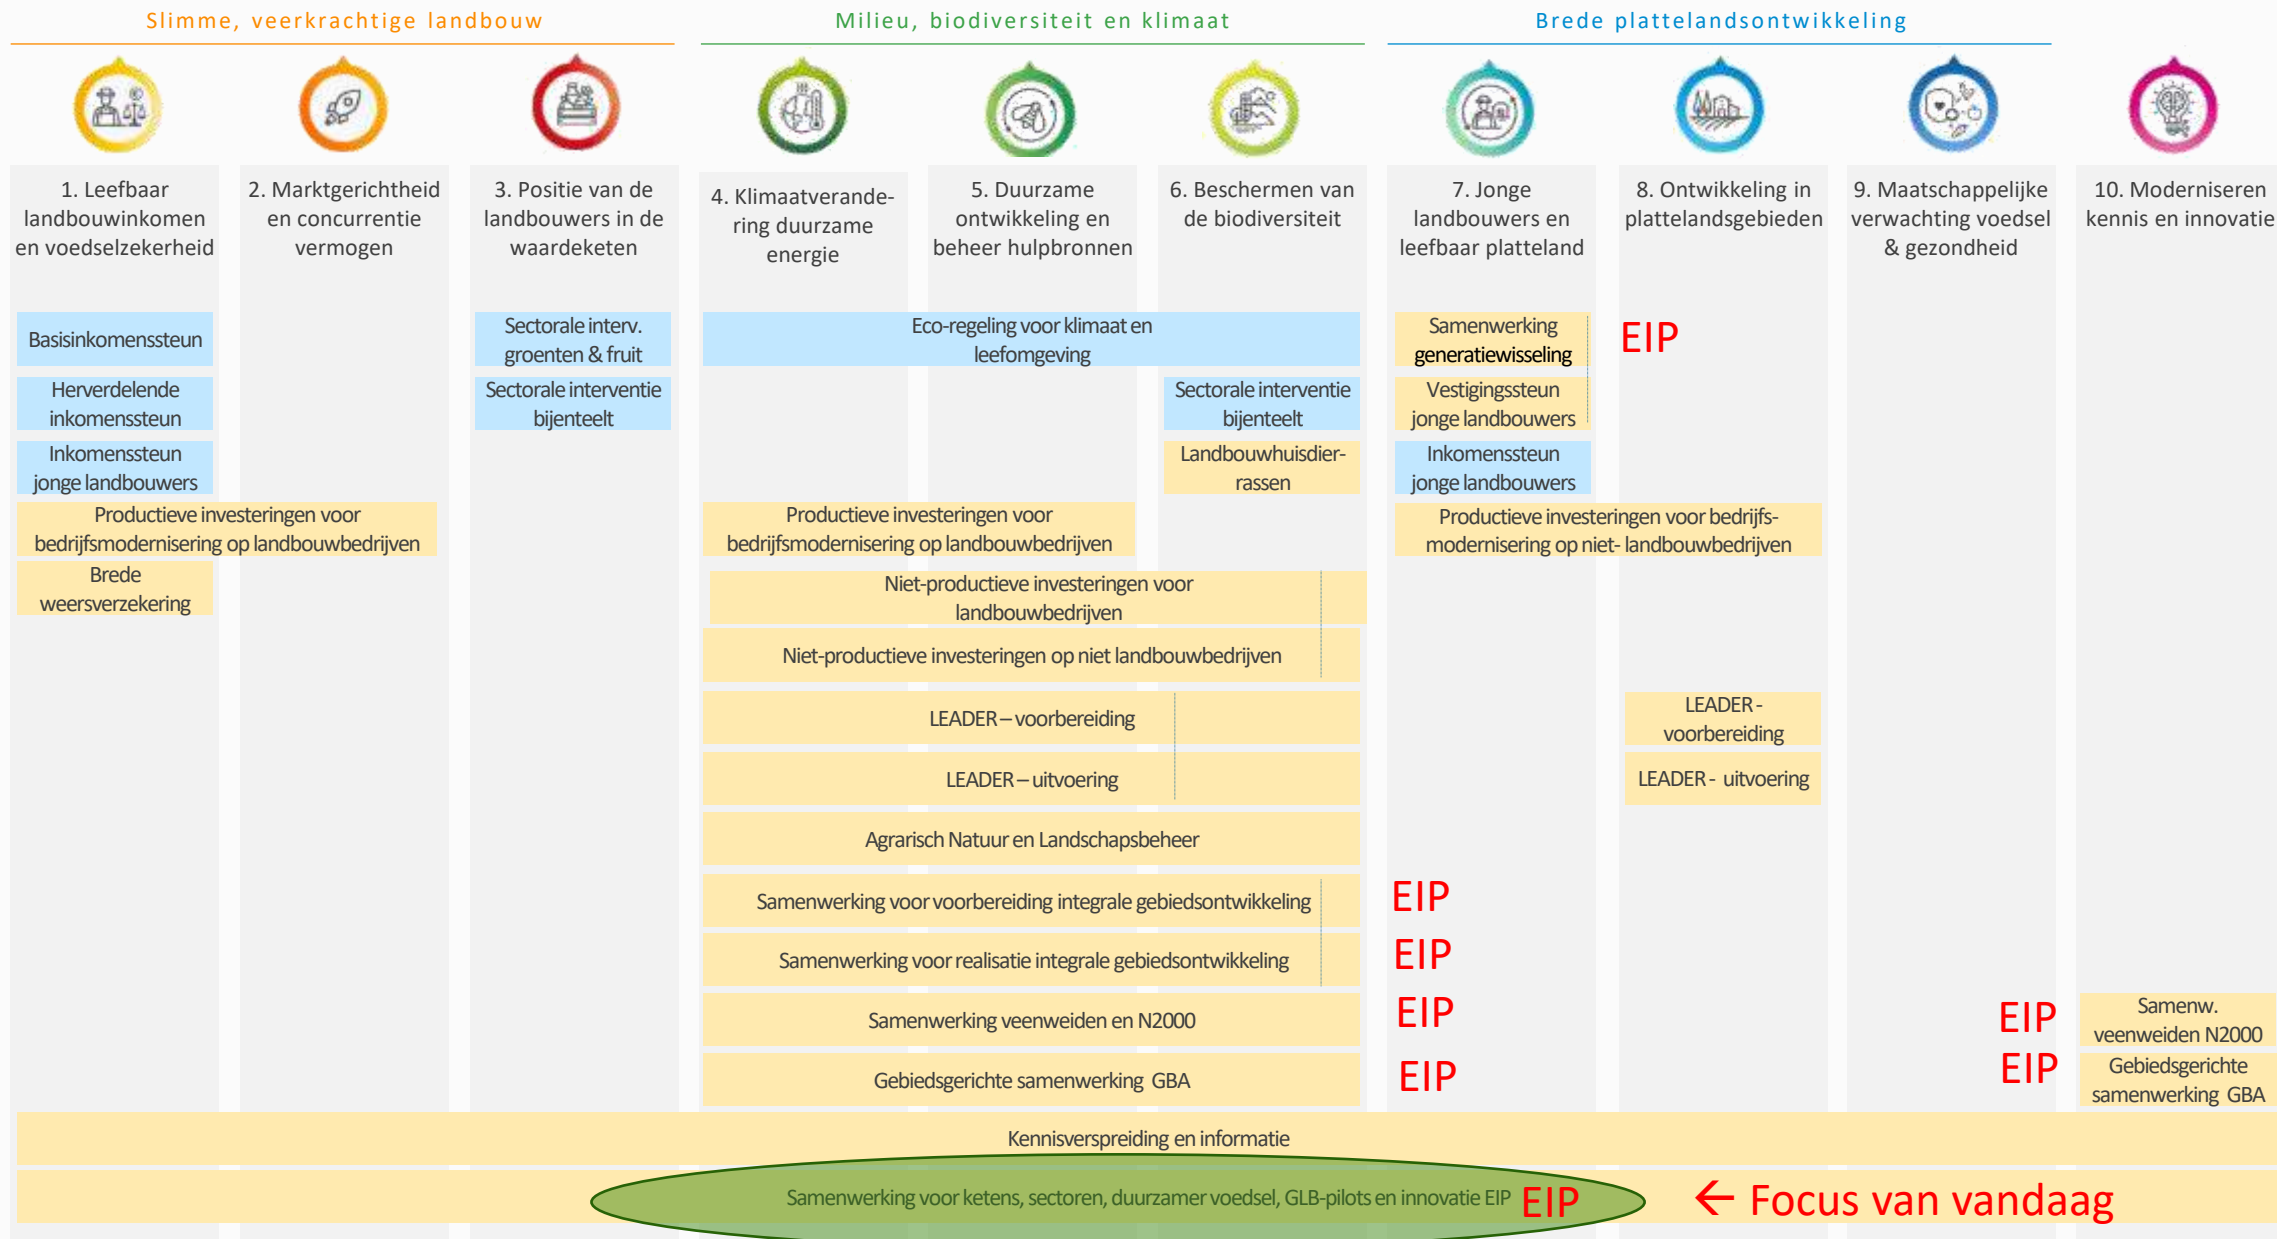 Slimme, veerkrachtige landbouw
Milieu, biodiversiteit en klimaat
Brede plattelandsontwikkeling
1. Leefbaar
landbouwinkomen
en voedselzekerheid
2. Marktgerichtheid
en concurrentie
vermogen
3. Positie van de
landbouwers in de
waardeketen
4. Klimaatverande-
ring duurzame
energie
5. Duurzame
ontwikkeling en
beheer hulpbronnen
6. Beschermen van
de biodiversiteit
7. Jonge
landbouwers en
leefbaar platteland
8. Ontwikkeling in
plattelandsgebieden
9. Maatschappelijke
verwachting voedsel
& gezondheid
10. Moderniseren
kennis en innovatie
Basisinkomenssteun
Sectorale interv.
groenten & fruit
Eco-regeling voor klimaat en
leefomgeving
Samenwerking
generatiewisseling
EIP
Herverdelende
inkomenssteun
Sectorale interventie
bijenteelt
Sectorale interventie
bijenteelt
Vestigingssteun
jonge landbouwers
Inkomenssteun
jonge landbouwers
Landbouwhuisdier-
rassen
Inkomenssteun
jonge landbouwers
Productieve investeringen voor
bedrijfsmodernisering op landbouwbedrijven
Productieve investeringen voor
bedrijfsmodernisering op landbouwbedrijven
Productieve investeringen voor bedrijfs-
modernisering op niet- landbouwbedrijven
Brede
weersverzekering
Niet-productieve investeringen voor
landbouwbedrijven
Niet-productieve investeringen op niet landbouwbedrijven
LEADER – voorbereiding
LEADER -
voorbereiding
LEADER – uitvoering
LEADER - uitvoering
Agrarisch Natuur en Landschapsbeheer
Samenwerking voor voorbereiding integrale gebiedsontwikkeling
EIP
Samenwerking voor realisatie integrale gebiedsontwikkeling
EIP
Samenwerking veenweiden en N2000
EIP
EIP
Samenw.
veenweiden N2000
Gebiedsgerichte samenwerking GBA
EIP
EIP
Gebiedsgerichte
samenwerking GBA
Kennisverspreiding en informatie
Samenwerking voor ketens, sectoren, duurzamer voedsel, GLB-pilots en innovatie EIP
EIP
← Focus van vandaag